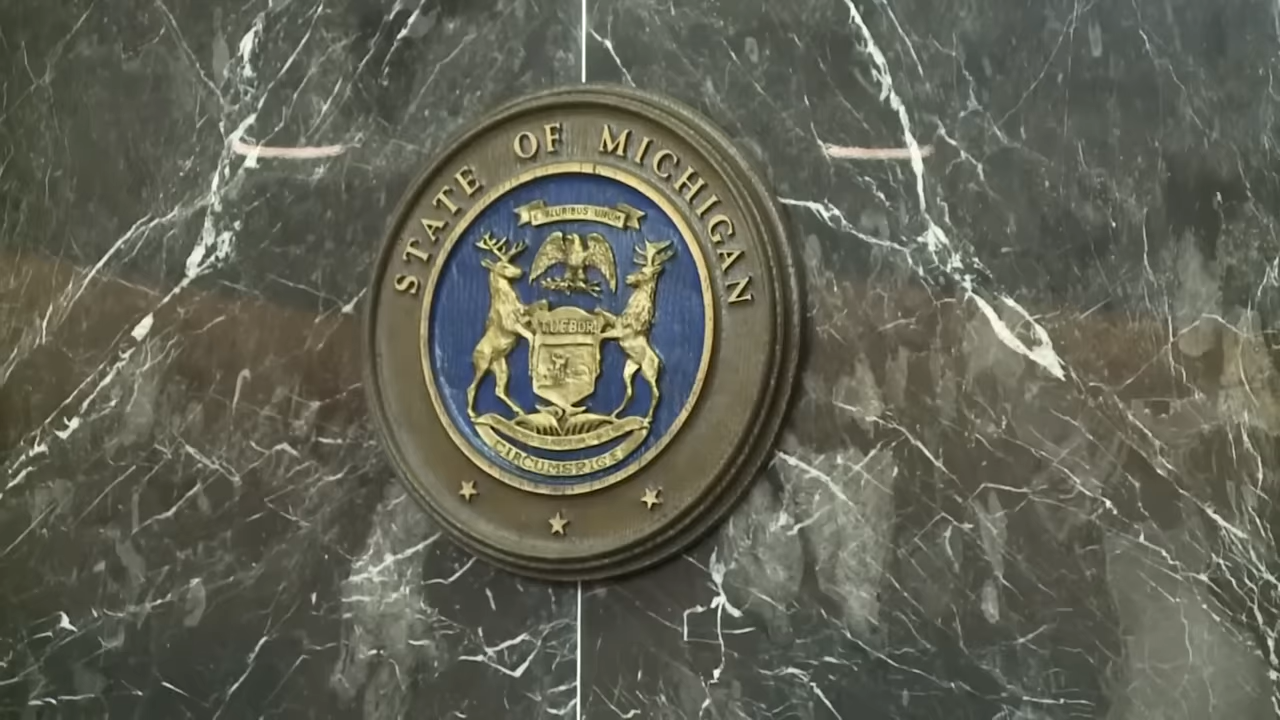 STATE OF MICHIGAN
E PLURIBUS UNUM
TUEBOR
CIRCUMSPICE